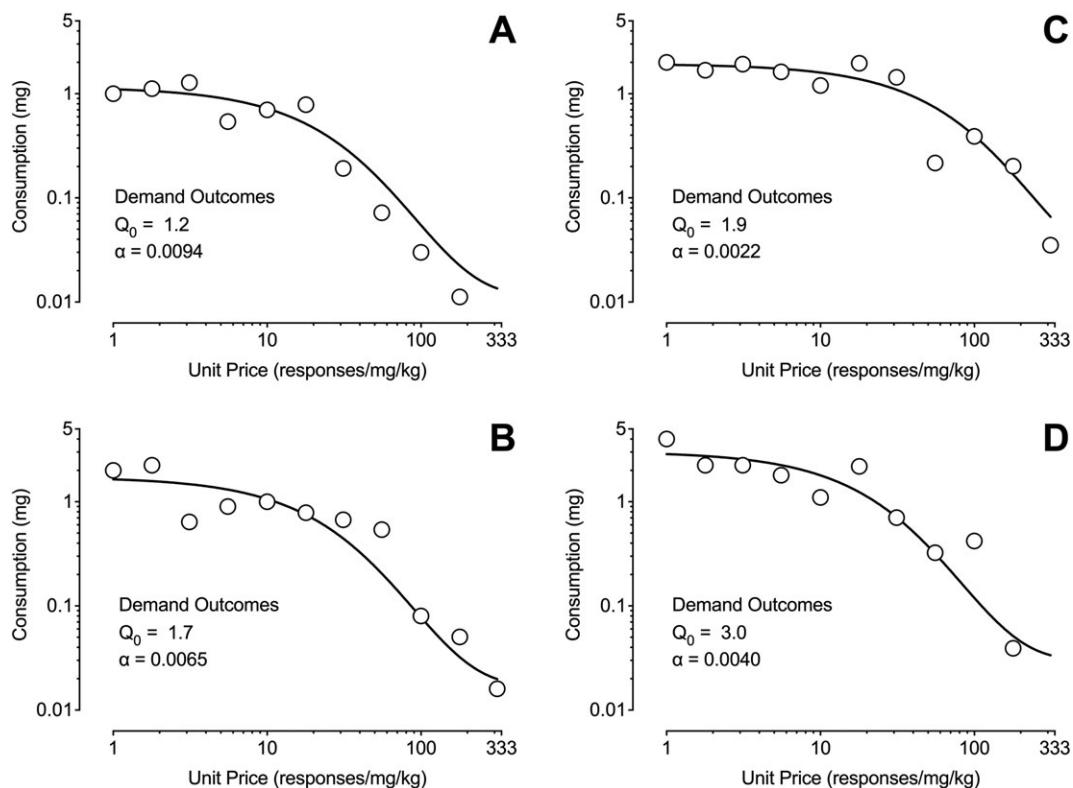 A
5
1
0.1
0.01
Consumption (mg)
Demand Outcomes
Q₀ = 1.2
α = 0.0094
1 10 100 333
Unit Price (responses/mg/kg)
C
5
1
0.1
0.01
Consumption (mg)
Demand Outcomes
Q₀ = 1.9
α = 0.0022
1 10 100 333
Unit Price (responses/mg/kg)
B
5
1
0.1
0.01
Consumption (mg)
Demand Outcomes
Q₀ = 1.7
α = 0.0065
1 10 100 333
Unit Price (responses/mg/kg)
D
5
1
0.1
0.01
Consumption (mg)
Demand Outcomes
Q₀ = 3.0
α = 0.0040
1 10 100 333
Unit Price (responses/mg/kg)